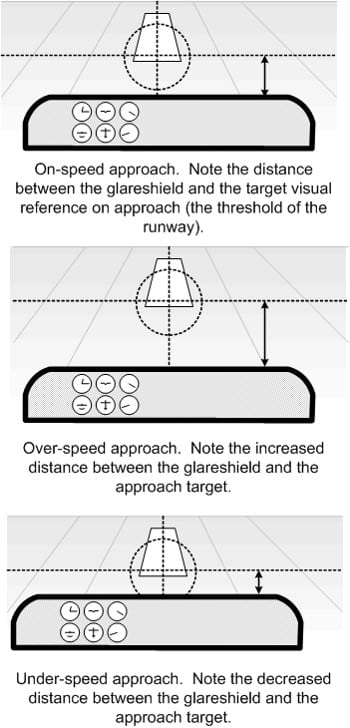 On-speed approach.  Note the distance
between the glareshield and the target visual
reference on approach (the threshold of the
runway).
Over-speed approach.  Note the increased
distance between the glareshield and the
approach target.
Under-speed approach.  Note the decreased
distance between the glareshield and the
approach target.